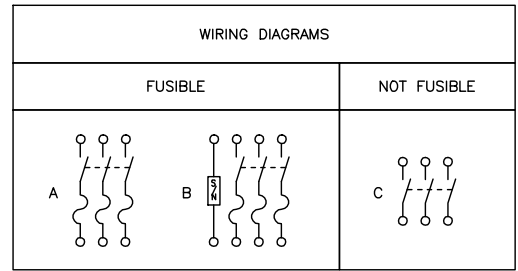 WIRING DIAGRAMS
FUSIBLE
NOT FUSIBLE
A
B
S/N
C